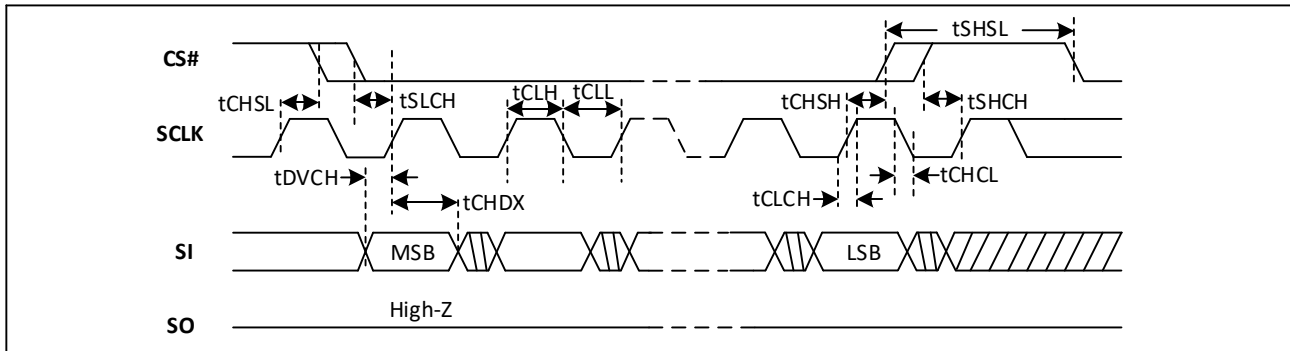 tSHSL
CS#
tCHSL
tSLCH
tCLH
tCLL
tCHSH
tSHCH
SCLK
tDVCH
tCHDX
tCLCH
tCHCL
SI
MSB
LSB
High-Z
SO